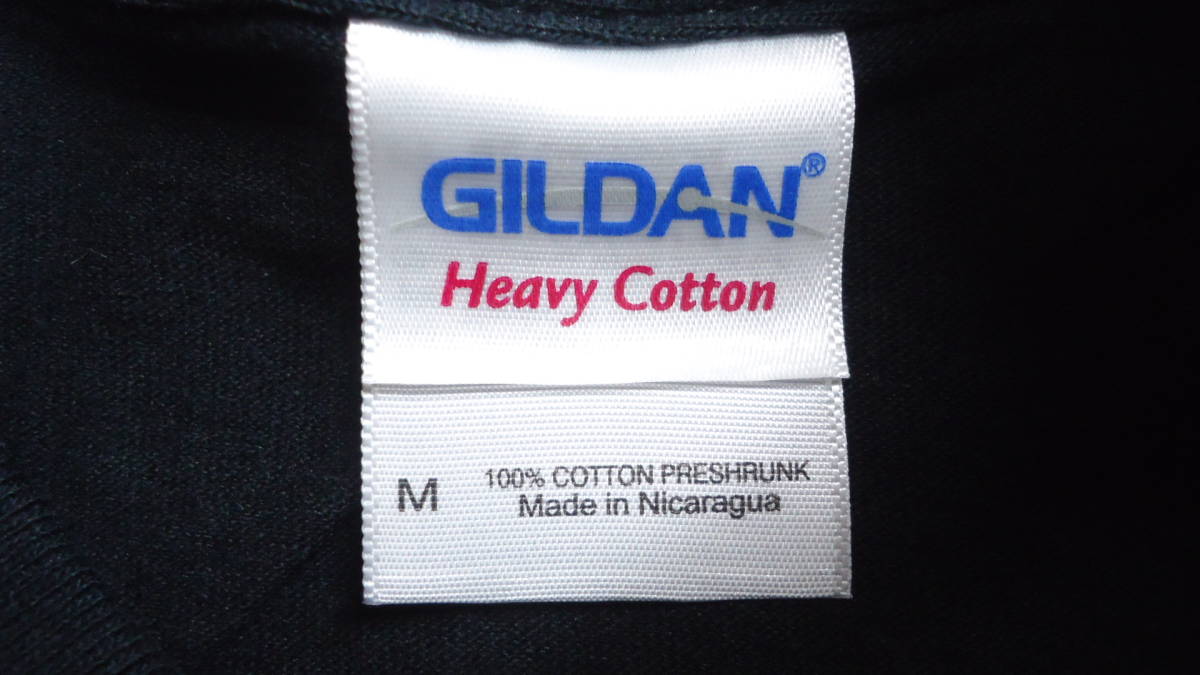 GILDAN®
Heavy Cotton
M
100% COTTON PRESHRUNK
Made in Nicaragua